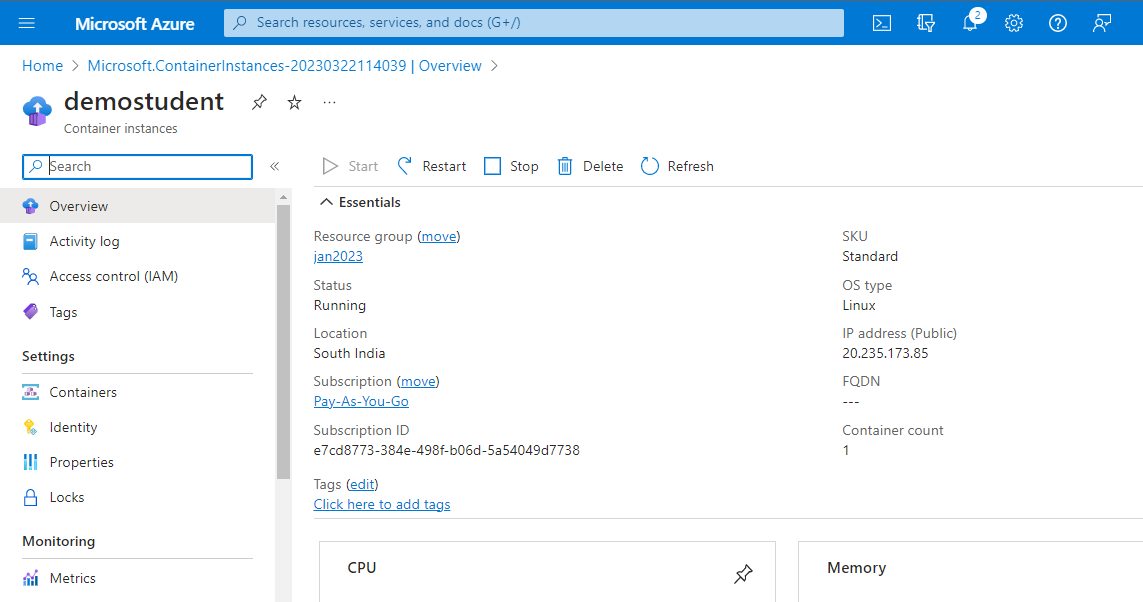 Microsoft Azure
Search resources, services, and docs (G+/)
2
Home > Microsoft.ContainerInstances-20230322114039 | Overview >
demostudent ...
Container instances
Search «
Start Restart Stop Delete Refresh
Overview
Activity log
Access control (IAM)
Tags
Settings
Containers
Identity
Properties
Locks
Monitoring
Metrics
Essentials
Resource group (move)
jan2023
Status
Running
Location
South India
Subscription (move)
Pay-As-You-Go
Subscription ID
e7cd8773-384e-498f-b06d-5a54049d7738
Tags (edit)
Click here to add tags
SKU
Standard
OS type
Linux
IP address (Public)
20.235.173.85
FQDN
---
Container count
1
CPU
Memory